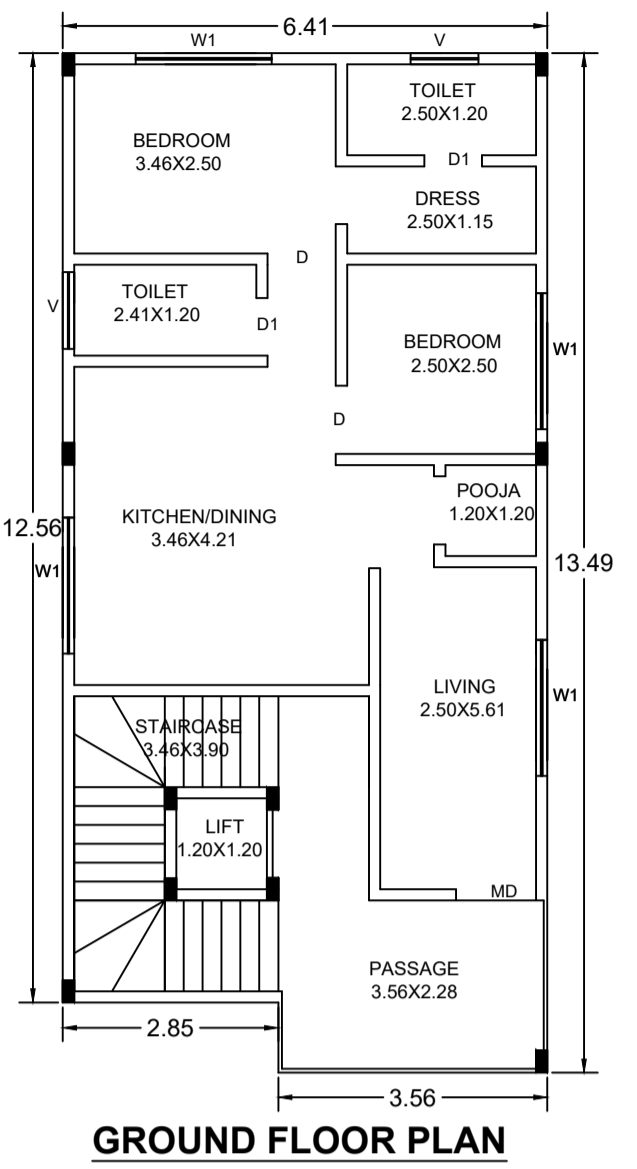 6.41
W1
V
TOILET
2.50X1.20
BEDROOM
3.46X2.50
D1
DRESS
2.50X1.15
D
TOILET
2.41X1.20
V
D1
BEDROOM
2.50X2.50
W1
D
POOJA
1.20X1.20
KITCHEN/DINING
3.46X4.21
12.56
13.49
W1
LIVING
2.50X5.61
W1
STAIRCASE
3.46X3.90
LIFT
1.20X1.20
MD
PASSAGE
3.56X2.28
2.85
3.56
GROUND FLOOR PLAN